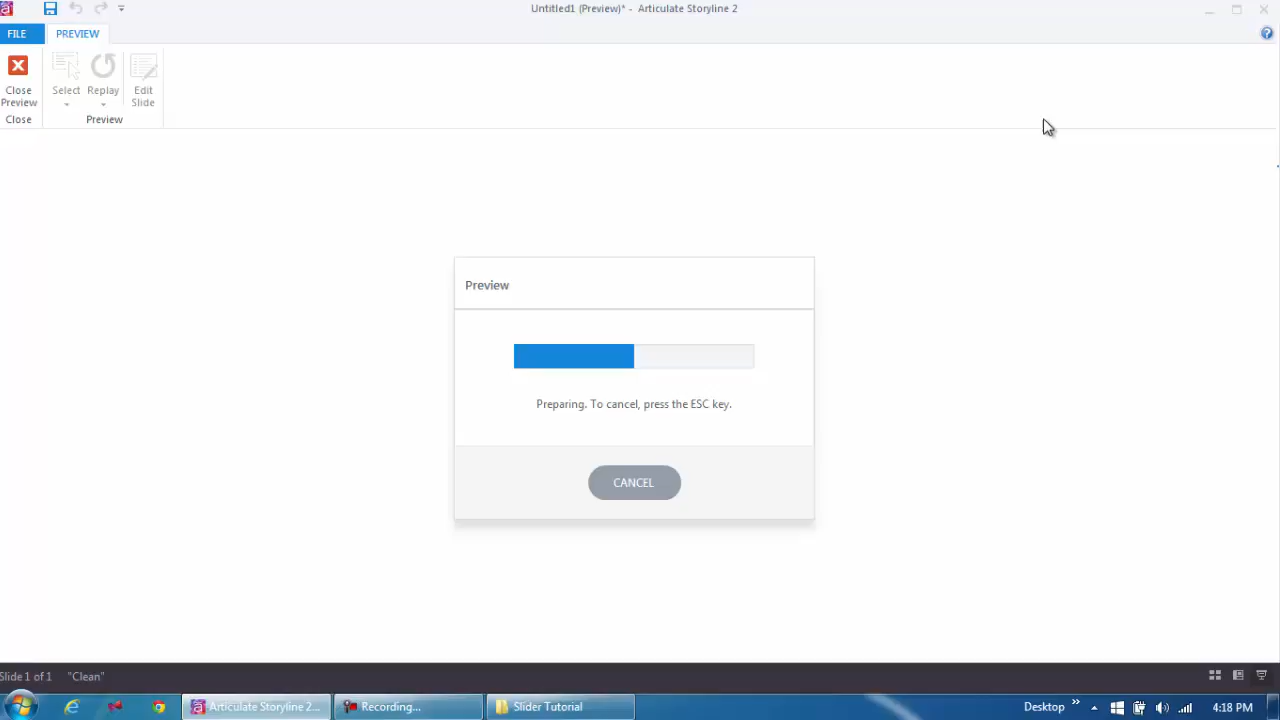 Untitled1 (Preview)* - Articulate Storyline 2
FILE PREVIEW
Close Preview
Select
Replay
Edit Slide
Close
Preview
Preview
Preparing. To cancel, press the ESC key.
CANCEL
Slide 1 of 1 "Clean"
Articulate Storyline 2... Recording... Slider Tutorial Desktop 4:18 PM